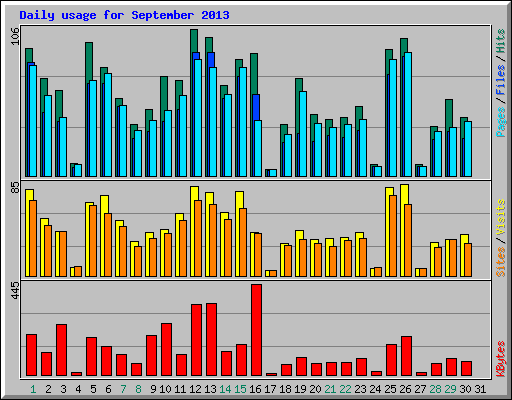 Daily usage for September 2013
106
Pages/Files/Hits
85
Sites/Visits
445
KBytes
1 2 3 4 5 6 7 8 9 10 11 12 13 14 15 16 17 18 19 20 21 22 23 24 25 26 27 28 29 30 31